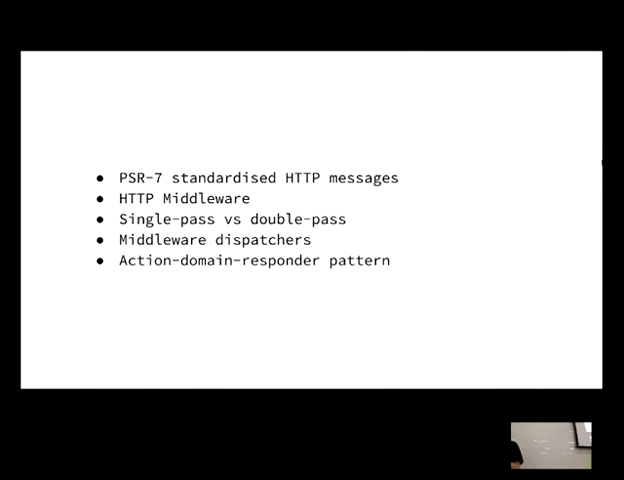 ● PSR-7 standardised HTTP messages
● HTTP Middleware
● Single-pass vs double-pass
● Middleware dispatchers
● Action-domain-responder pattern